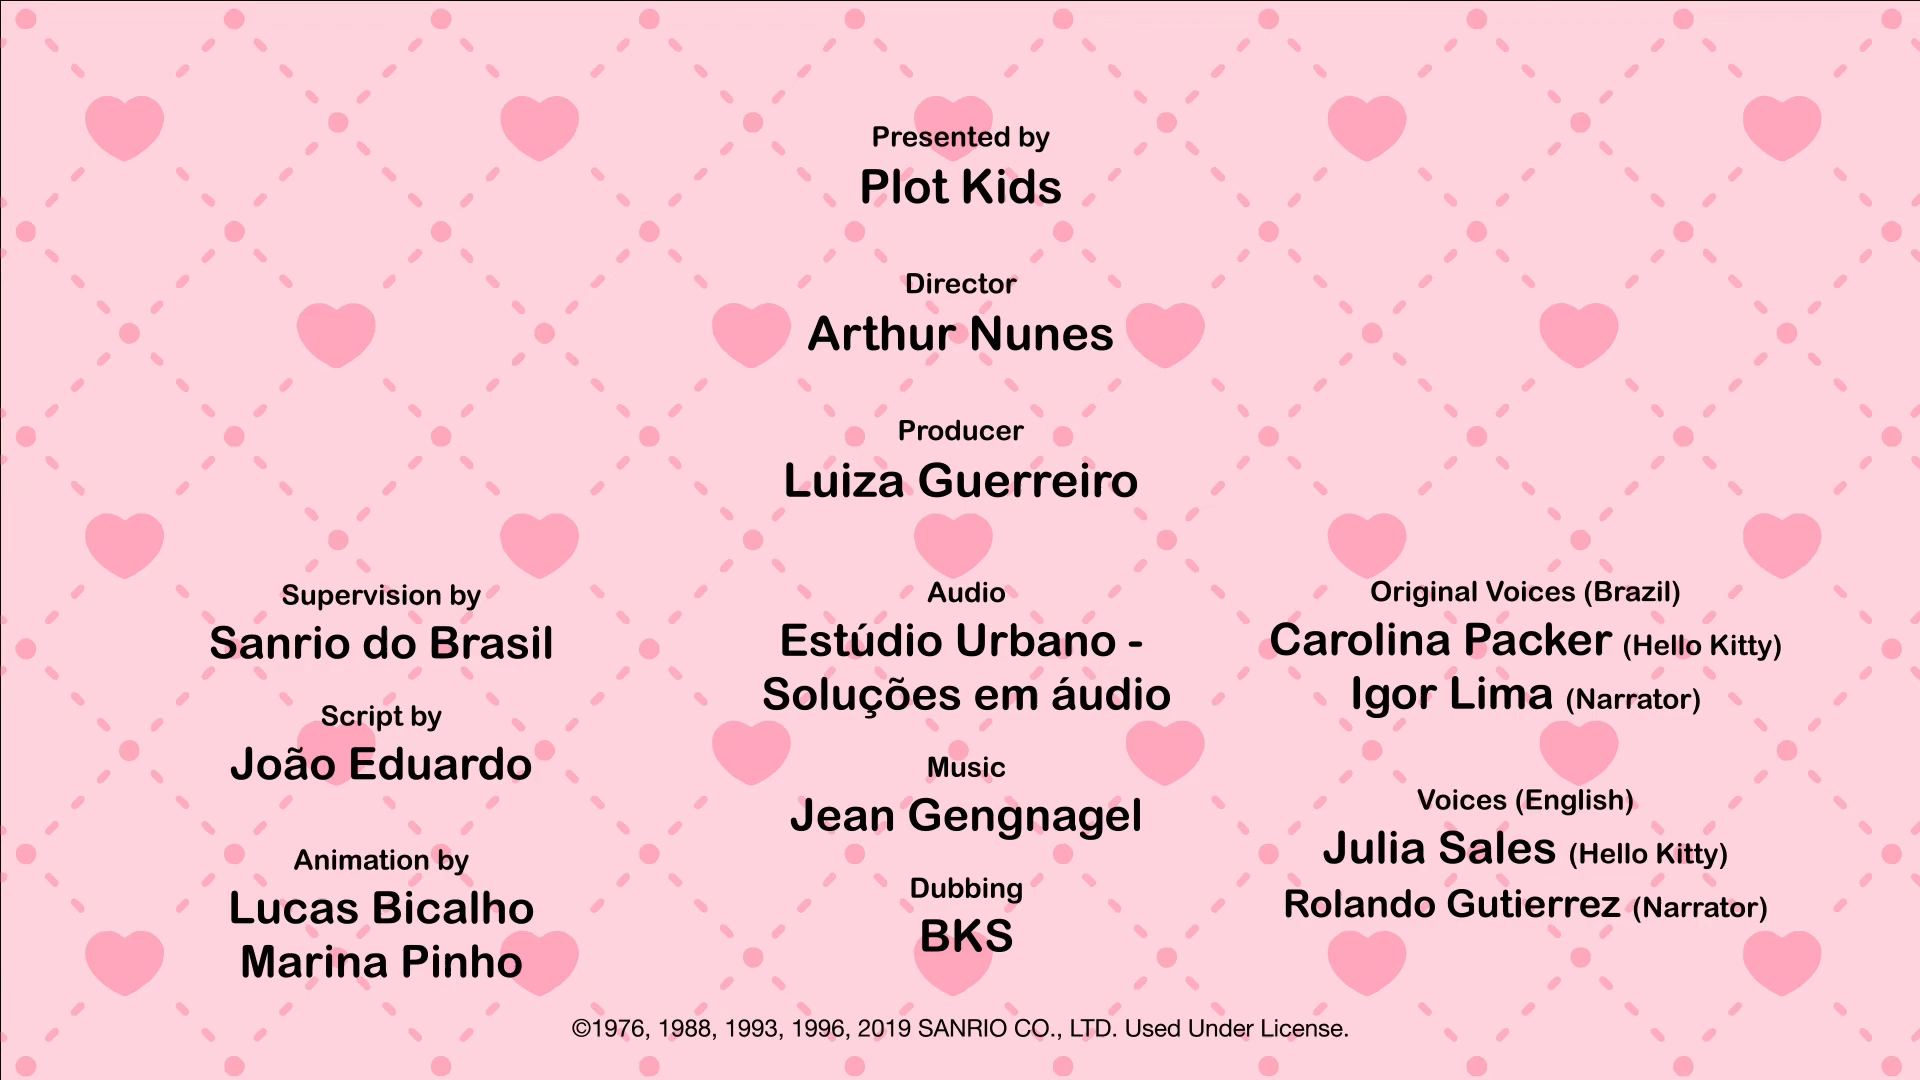 Presented by
Plot Kids
Director
Arthur Nunes
Producer
Luiza Guerreiro
Supervision by
Sanrio do Brasil
Script by
João Eduardo
Animation by
Lucas Bicalho
Marina Pinho
Audio
Estúdio Urbano -
Soluções em áudio
Music
Jean Gengnagel
Dubbing
BKS
Original Voices (Brazil)
Carolina Packer (Hello Kitty)
Igor Lima (Narrator)
Voices (English)
Julia Sales (Hello Kitty)
Rolando Gutierrez (Narrator)
©1976, 1988, 1993, 1996, 2019 SANRIO CO., LTD. Used Under License.